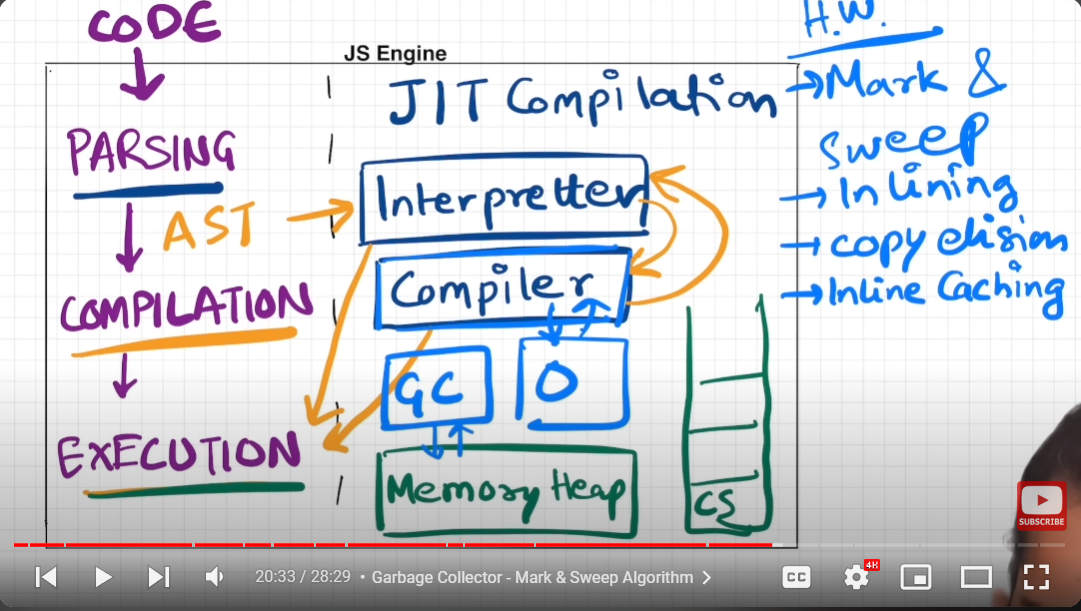 CODE
JS Engine
JIT Compilation
PARSING
AST
Interpretter
COMPILATION
Compiler
GC
O
EXECUTION
Memory Heap
CS
H.W.
→ Mark &
Sweep
→ Inlining
→ Copy elision
→ Inline Caching
SUBSCRIBE
20:33 / 28:29 • Garbage Collector - Mark & Sweep Algorithm
CC
4K